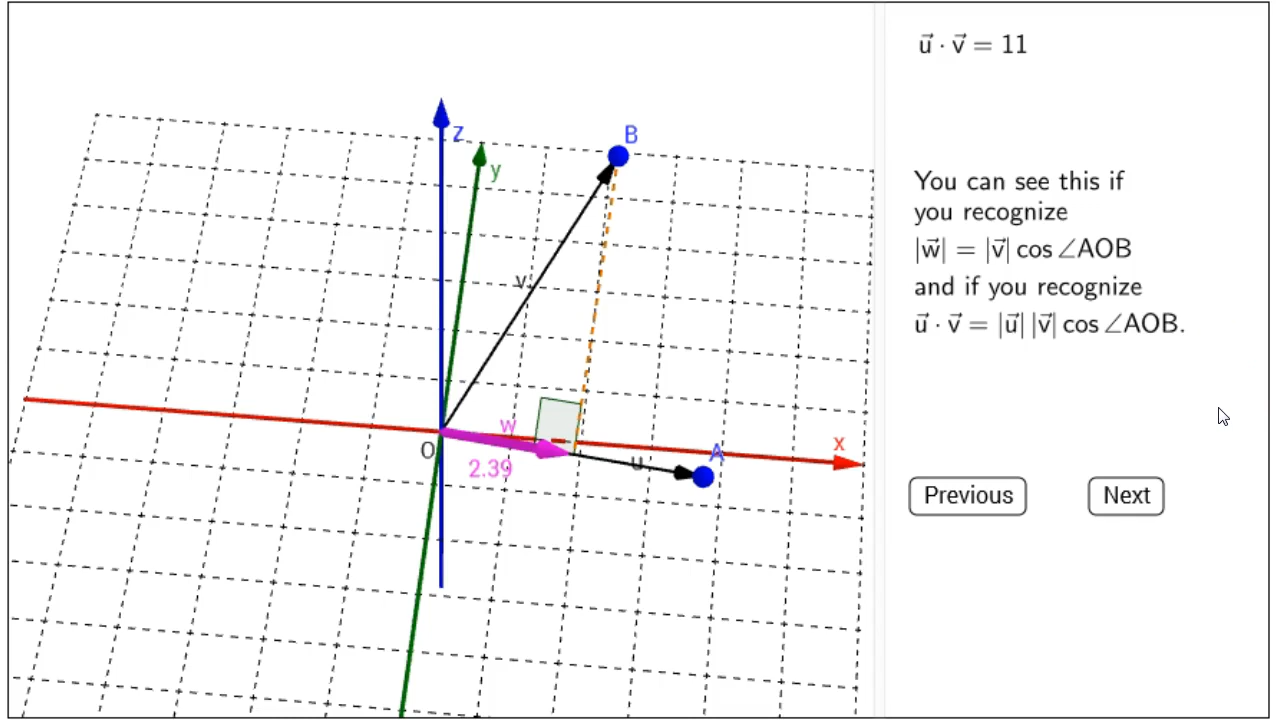 z
y
B
v
w
O
2.39
u
A
x
u⃗ · v⃗ = 11
You can see this if
you recognize
|w⃗| = |v⃗| cos ∠AOB
and if you recognize
u⃗ · v⃗ = |u⃗| |v⃗| cos ∠AOB.
Previous
Next